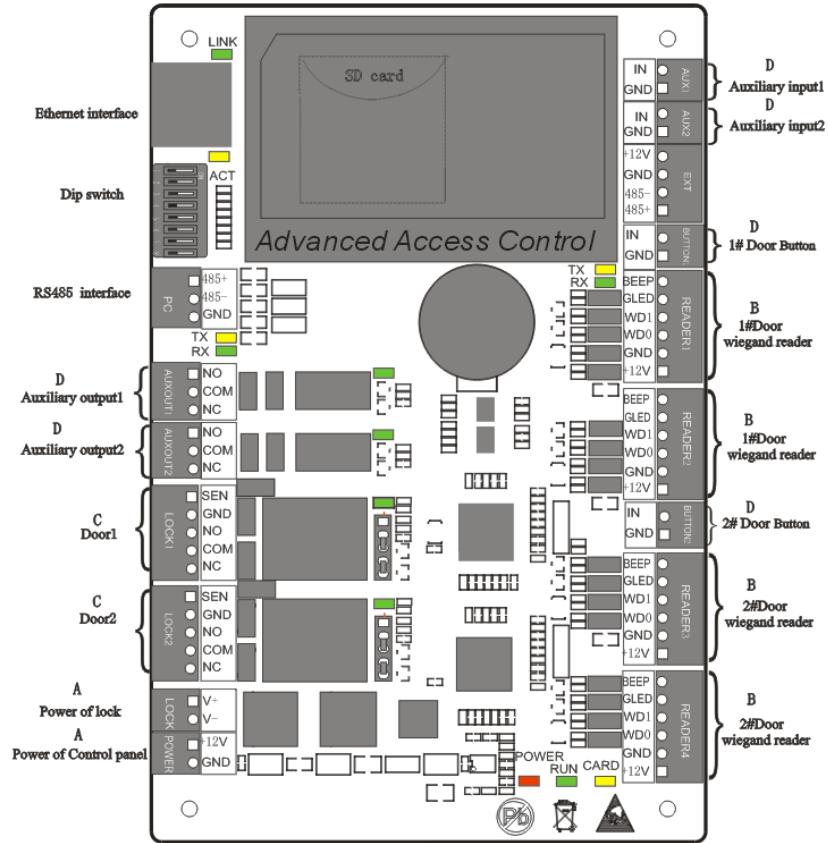 LINK
SD card
Ethernet interface
ACT
Dip switch
Advanced Access Control
RS485 interface
PC
485+
485-
GND
TX
RX
D
Auxiliary output1
AUXOUT1
NO
COM
NC
D
Auxiliary output2
AUXOUT2
NO
COM
NC
C
Door1
LOCK1
SEN
GND
NO
COM
NC
C
Door2
LOCK2
SEN
GND
NO
COM
NC
A
Power of lock
LOCK
V+
V-
A
Power of Control panel
POWER
+12V
GND
IN
GND
AUX1
D
Auxiliary input1
IN
GND
AUX2
D
Auxiliary input2
+12V
GND
485-
485+
EXT
IN
GND
BUTTON1
D
1# Door Button
TX
RX
BEEP
GLED
WD1
WD0
GND
+12V
READER1
B
1#Door
wiegand reader
BEEP
GLED
WD1
WD0
GND
+12V
READER2
B
1#Door
wiegand reader
IN
GND
BUTTON2
D
2# Door Button
BEEP
GLED
WD1
WD0
GND
+12V
READER3
B
2#Door
wiegand reader
BEEP
GLED
WD1
WD0
GND
+12V
READER4
B
2#Door
wiegand reader
POWER
RUN
CARD
Pb